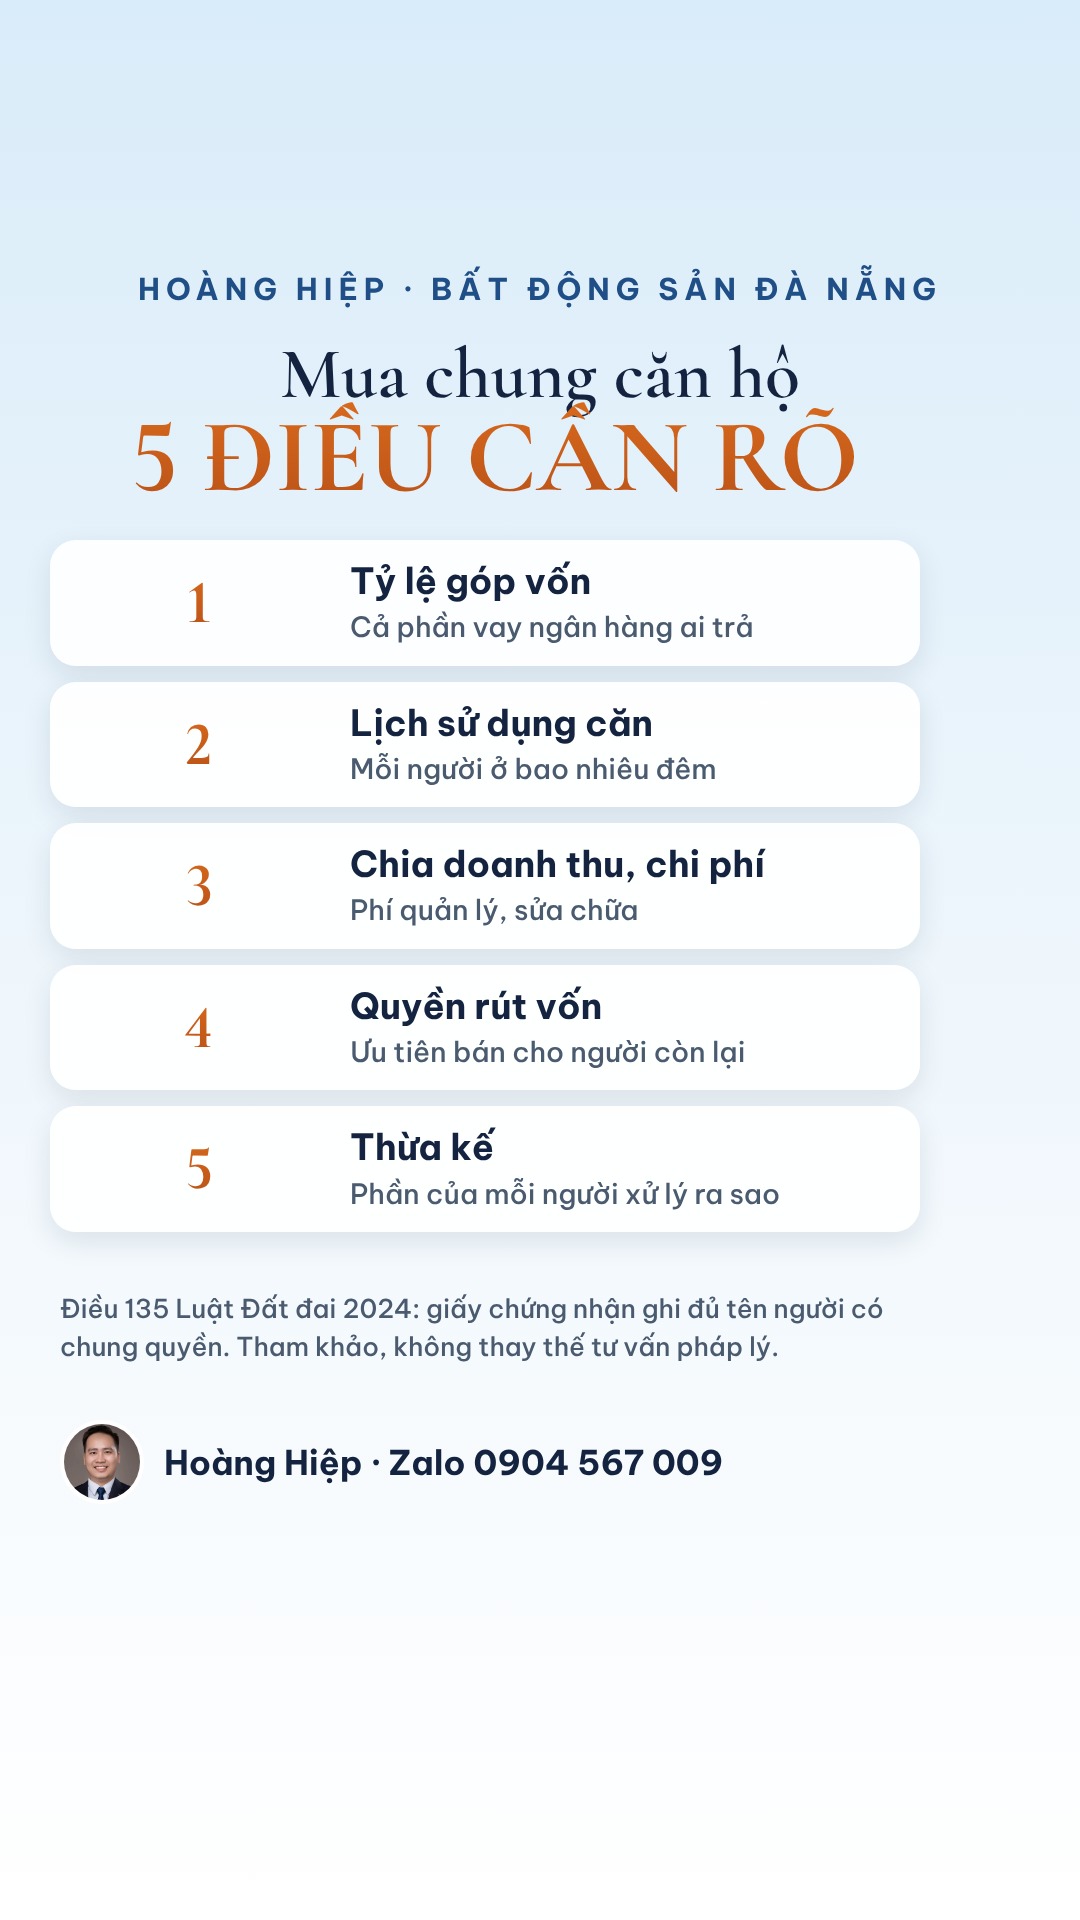 HOÀNG HIỆP · BẤT ĐỘNG SẢN ĐÀ NẴNG
Mua chung căn hộ
5 ĐIỀU CẦN RÕ
1
Tỷ lệ góp vốn
Cả phần vay ngân hàng ai trả
2
Lịch sử dụng căn
Mỗi người ở bao nhiêu đêm
3
Chia doanh thu, chi phí
Phí quản lý, sửa chữa
4
Quyền rút vốn
Ưu tiên bán cho người còn lại
5
Thừa kế
Phần của mỗi người xử lý ra sao
Điều 135 Luật Đất đai 2024: giấy chứng nhận ghi đủ tên người có
chung quyền. Tham khảo, không thay thế tư vấn pháp lý.
Hoàng Hiệp · Zalo 0904 567 009